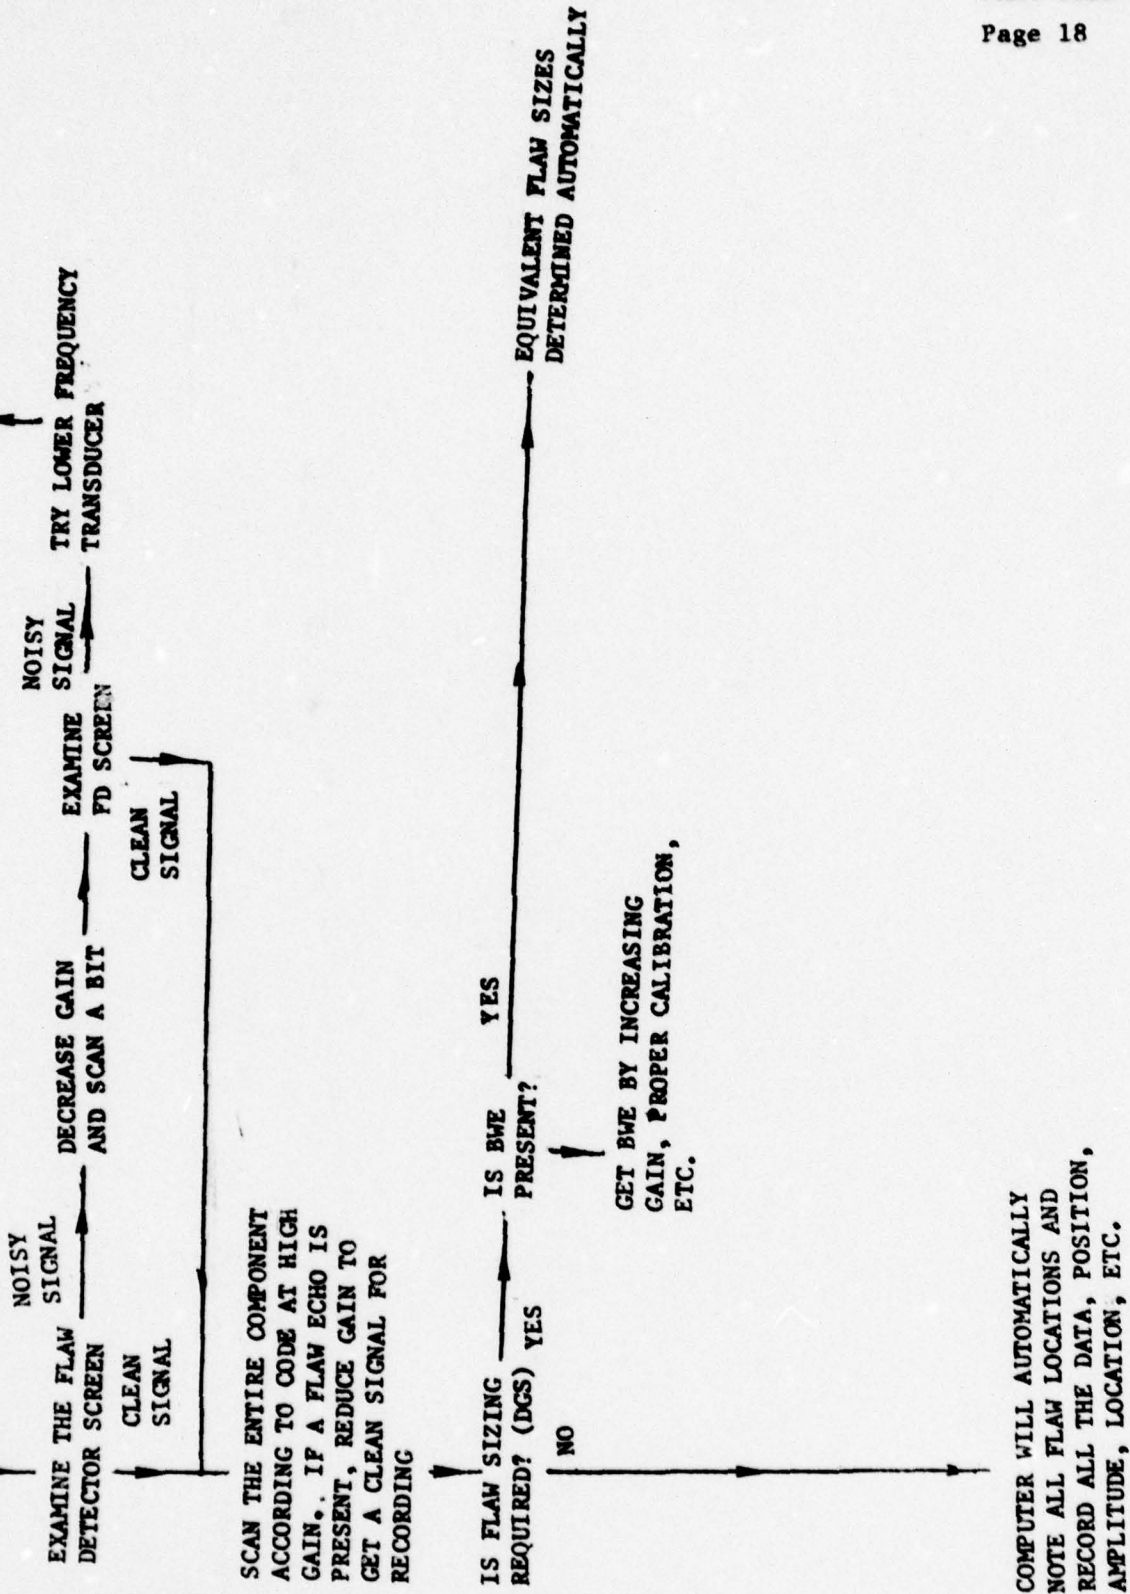 Page 18
NOISY
SIGNAL
EXAMINE THE FLAW
DETECTOR SCREEN
DECREASE GAIN
AND SCAN A BIT
EXAMINE
FD SCREEN
NOISY
SIGNAL
TRY LOWER FREQUENCY
TRANSDUCER
CLEAN
SIGNAL
CLEAN
SIGNAL
SCAN THE ENTIRE COMPONENT
ACCORDING TO CODE AT HIGH
GAIN.. IF A FLAW ECHO IS
PRESENT, REDUCE GAIN TO
GET A CLEAN SIGNAL FOR
RECORDING
IS FLAW SIZING
REQUIRED? (DGS)
YES
IS BWE
PRESENT?
YES
EQUIVALENT FLAW SIZES
DETERMINED AUTOMATICALLY
NO
GET BWE BY INCREASING
GAIN, PROPER CALIBRATION,
ETC.
COMPUTER WILL AUTOMATICALLY
NOTE ALL FLAW LOCATIONS AND
RECORD ALL THE DATA, POSITION,
AMPLITUDE, LOCATION, ETC.